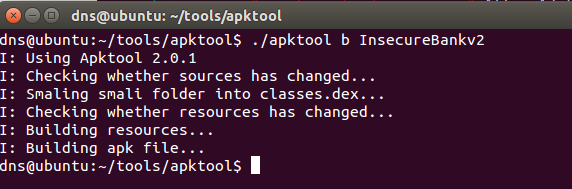 dns@ubuntu: ~/tools/apktool
dns@ubuntu:~/tools/apktool$ ./apktool b InsecureBankv2
I: Using Apktool 2.0.1
I: Checking whether sources has changed...
I: Smaling smali folder into classes.dex...
I: Checking whether resources has changed...
I: Building resources...
I: Building apk file...
dns@ubuntu:~/tools/apktool$